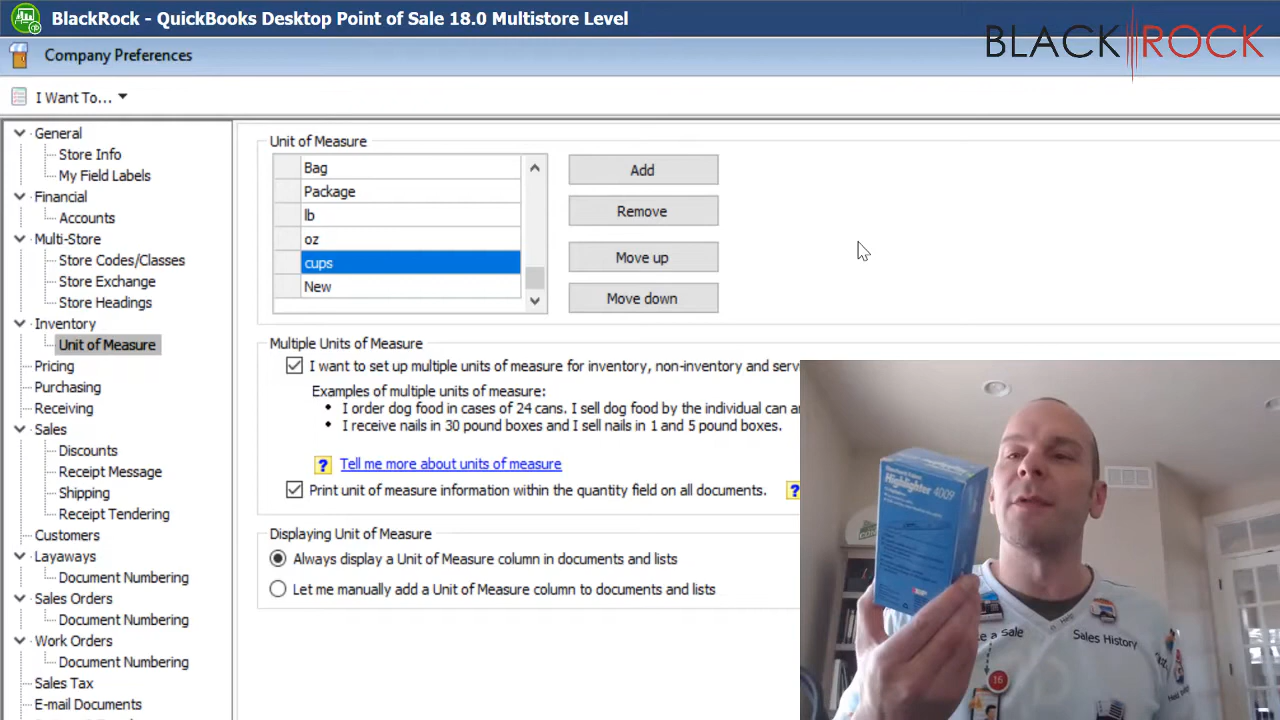 BlackRock - QuickBooks Desktop Point of Sale 18.0 Multistore Level
BLACK ROCK
Company Preferences
I Want To...
General
Store Info
My Field Labels
Financial
Accounts
Multi-Store
Store Codes/Classes
Store Exchange
Store Headings
Inventory
Unit of Measure
Pricing
Purchasing
Receiving
Sales
Discounts
Receipt Message
Shipping
Receipt Tendering
Customers
Layaways
Document Numbering
Sales Orders
Document Numbering
Work Orders
Document Numbering
Sales Tax
E-mail Documents
Unit of Measure
Bag
Package
lb
oz
cups
New
Add
Remove
Move up
Move down
Multiple Units of Measure
I want to set up multiple units of measure for inventory, non-inventory and serv
Examples of multiple units of measure:
• I order dog food in cases of 24 cans. I sell dog food by the individual can a
• I receive nails in 30 pound boxes and I sell nails in 1 and 5 pound boxes.
? Tell me more about units of measure
Print unit of measure information within the quantity field on all documents. ?
Displaying Unit of Measure
Always display a Unit of Measure column in documents and lists
Let me manually add a Unit of Measure column to documents and lists
Highlighter 4009
e a sale
Sales History
16